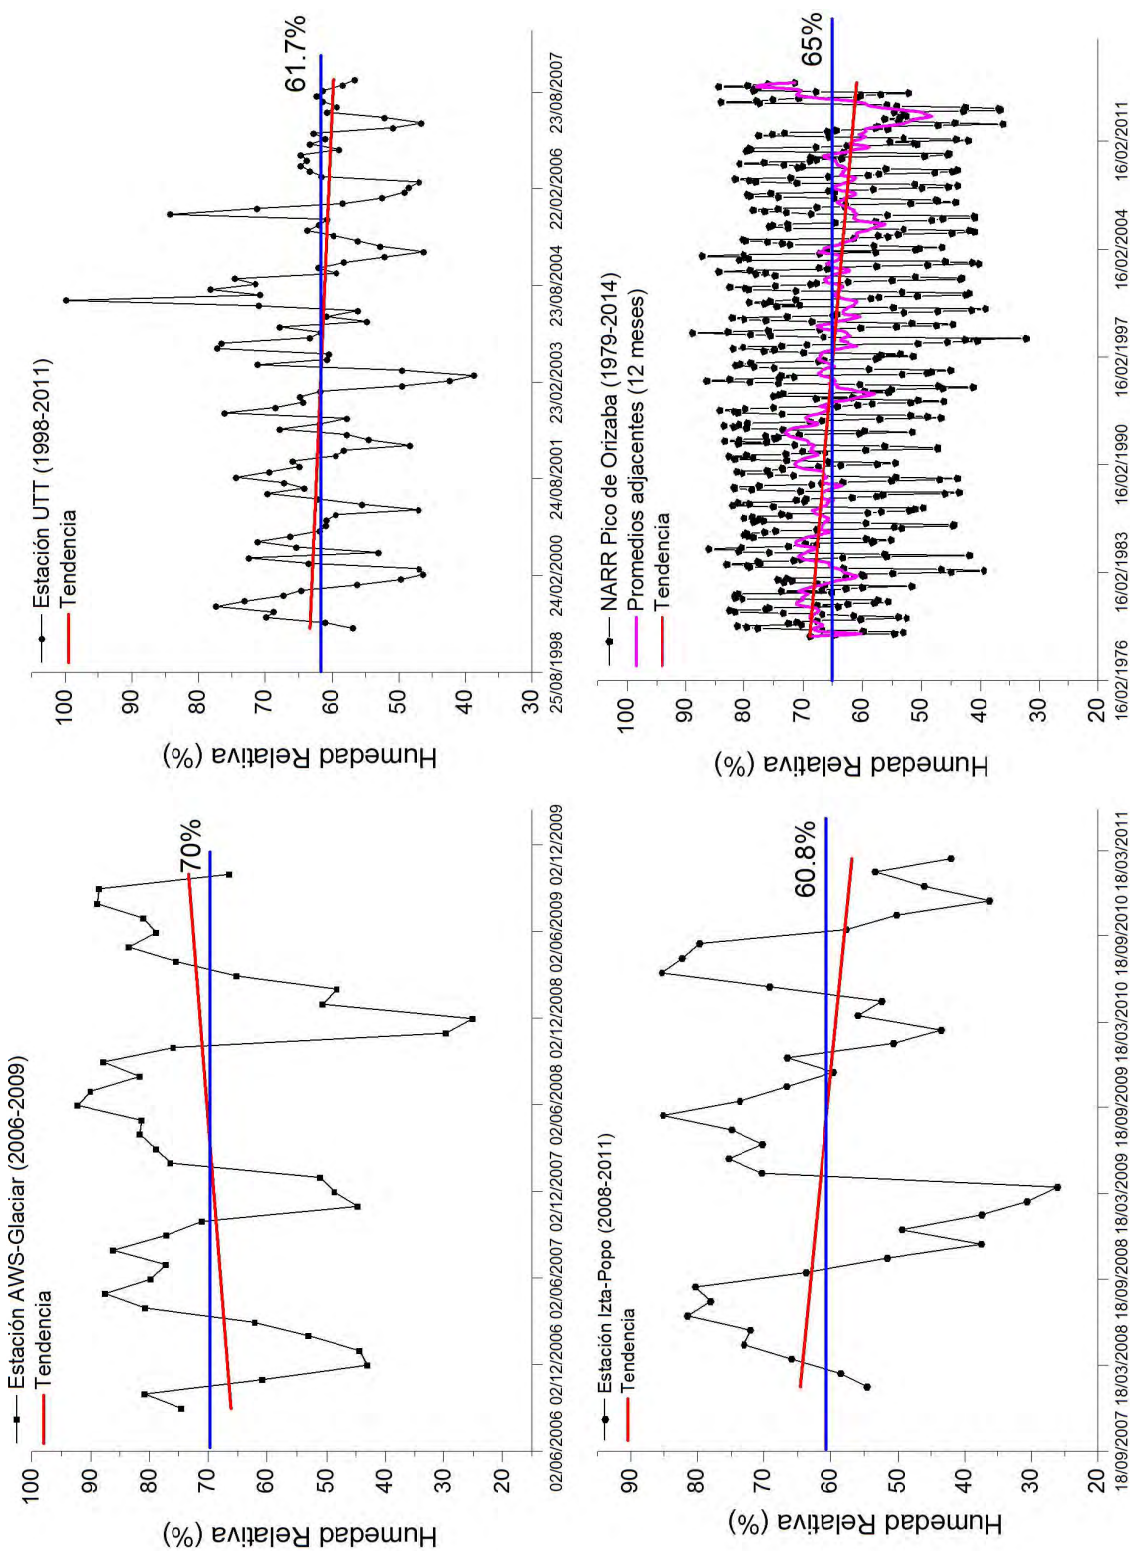 Estación AWS-Glaciar (2006-2009)
Tendencia
70%
Humedad Relativa (%)
100
90
80
70
60
50
40
30
02/06/2006 02/12/2006 02/06/2007 02/12/2007 02/06/2008 02/12/2008 02/06/2009 02/12/2009
Estación UTT (1998-2011)
Tendencia
61.7%
Humedad Relativa (%)
100
90
80
70
60
50
40
30
25/08/1998 24/02/2000 24/08/2001 23/02/2003 23/08/2004 22/02/2006 23/08/2007
Estación Izta-Popo (2008-2011)
Tendencia
60.8%
Humedad Relativa (%)
90
80
70
60
50
40
30
20
18/09/2007 18/03/2008 18/09/2008 18/03/2009 18/09/2009 18/03/2010 18/09/2010 18/03/2011
NARR Pico de Orizaba (1979-2014)
Promedios adjacentes (12 meses)
Tendencia
65%
Humedad Relativa (%)
100
90
80
70
60
50
40
30
20
16/02/1976 16/02/1983 16/02/1990 16/02/1997 16/02/2004 16/02/2011